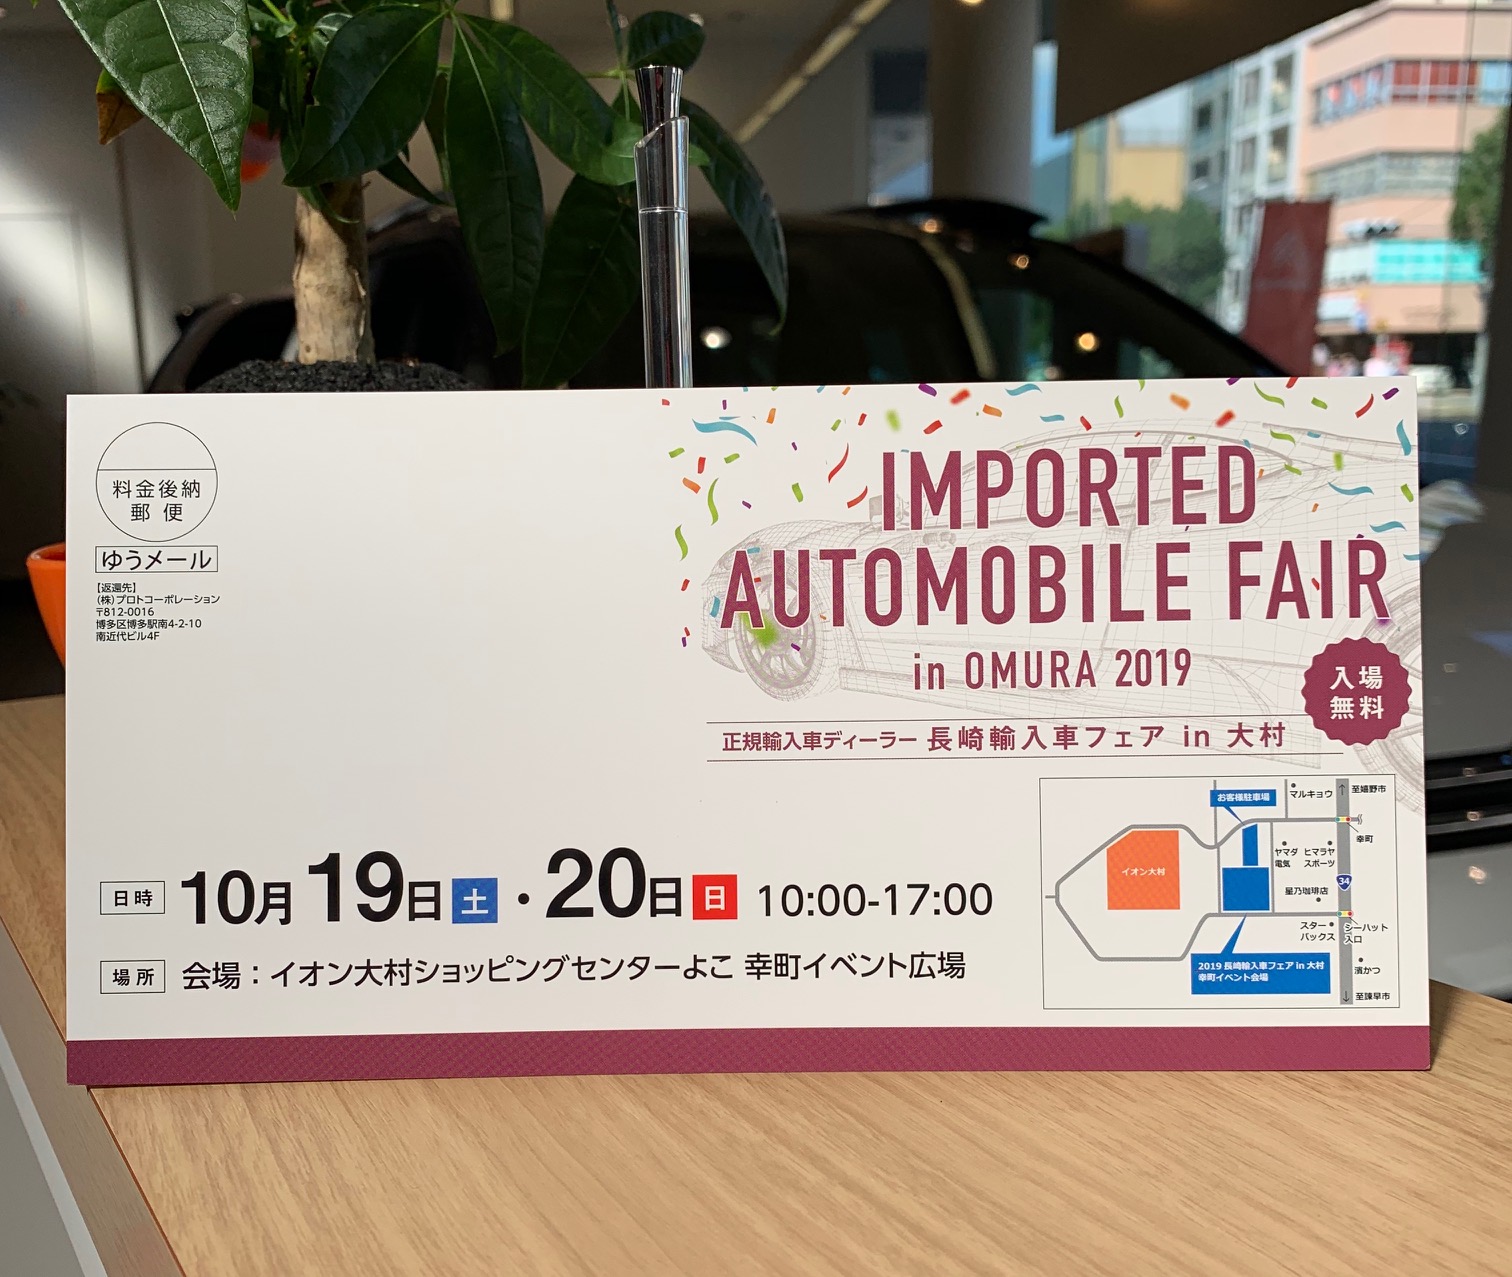 料金後納
郵便
ゆうメール
【返還先】
(株)プロトコーポレーション
〒812-0016
博多区博多駅南4-2-10
南近代ビル4F
IMPORTED
AUTOMOBILE FAIR
in OMURA 2019
入場
無料
正規輸入車ディーラー 長崎輸入車フェア in 大村
日時 10月19日土・20日日 10:00-17:00
場所 会場：イオン大村ショッピングセンターよこ 幸町イベント広場
お客様駐車場
マルキョウ
↑ 至嬉野市
幸町
イオン大村
ヤマダ
電気
ヒマラヤ
スポーツ
34
星乃珈琲店
スター
バックス
シーハット
入口
2019 長崎輸入車フェア in 大村
幸町イベント会場
濱かつ
↓ 至諫早市